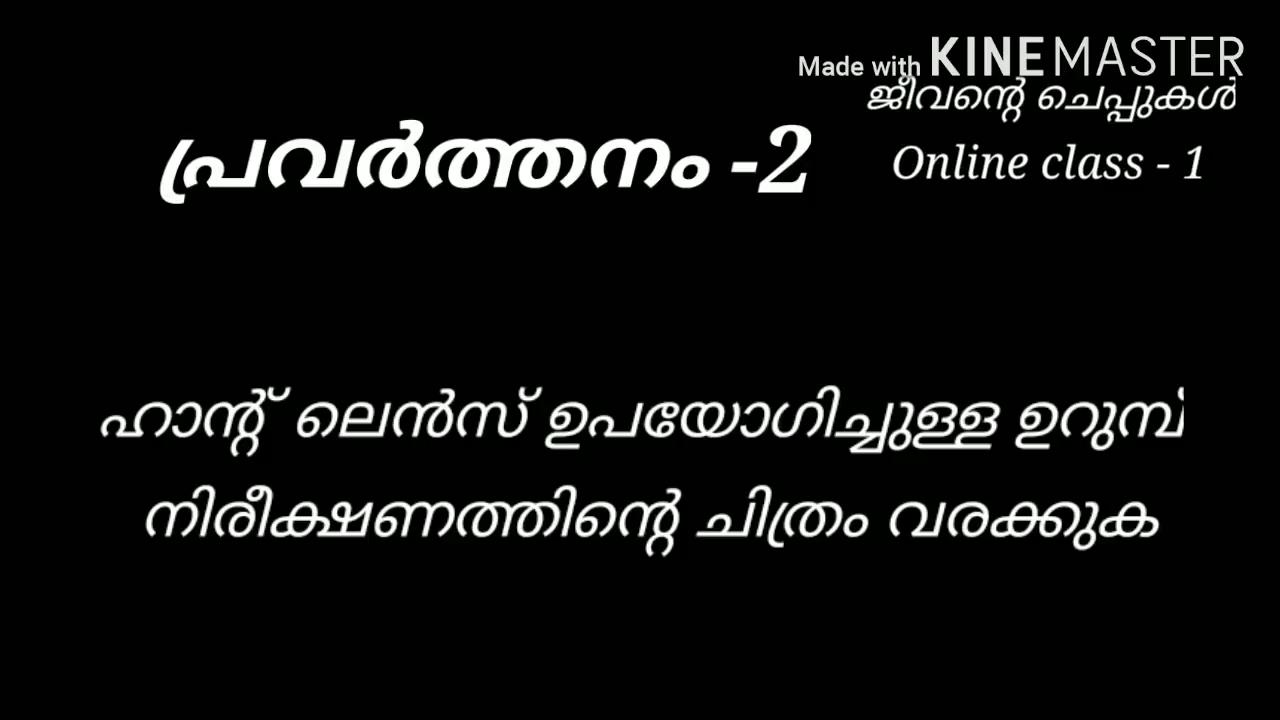 Made with KINEMASTER
ജീവന്റെ ചെപ്പുകൾ
പ്രവർത്തനം -2
Online class - 1
ഹാന്റ് ലെൻസ് ഉപയോഗിച്ചുള്ള ഉറുമ്പ്
നിരീക്ഷണത്തിന്റെ ചിത്രം വരക്കുക